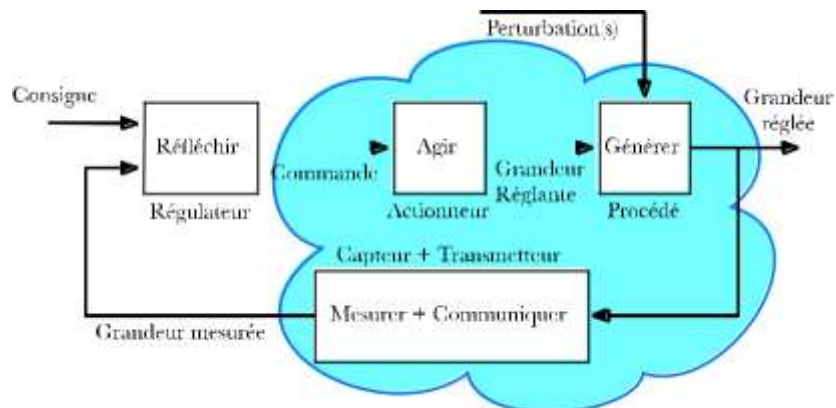 Perturbation(s)
Consigne
Grandeur
réglée
Réfléchir
Agir
Générer
Commande
Grandeur
Réglante
Régulateur
Actionneur
Procédé
Capteur + Transmetteur
Mesurer + Communiquer
Grandeur mesurée